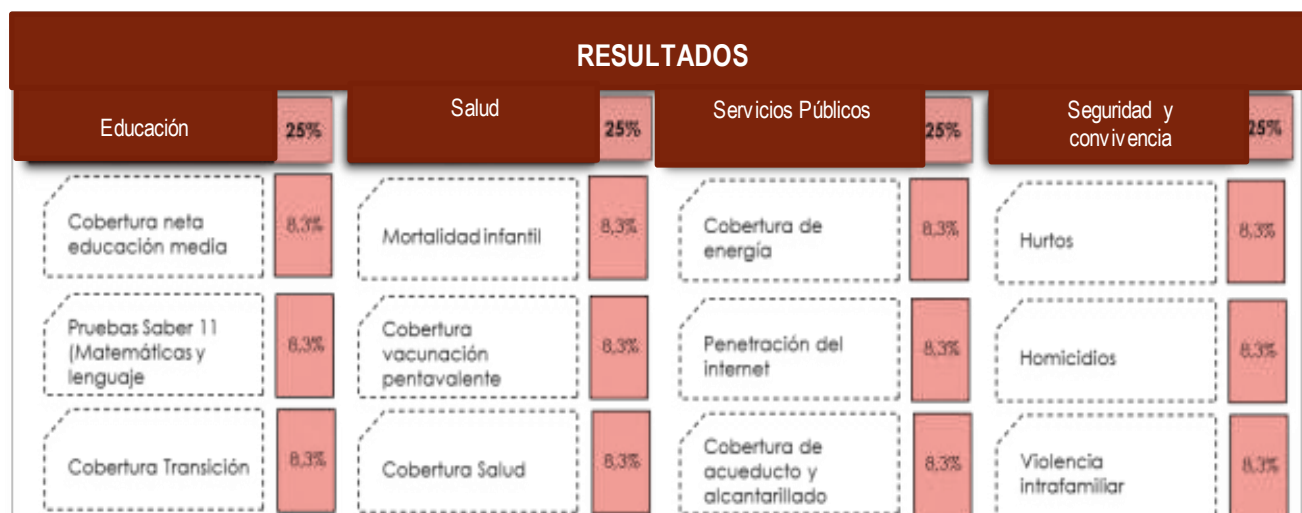 RESULTADOS
Educación 25%
Salud 25%
Servicios Públicos 25%
Seguridad y
convivencia
25%
Cobertura neta
educación media
8,3%
Mortalidad infantil 8,3%
Cobertura de
energía
8,3%
Hurtos 8,3%
Pruebas Saber 11
(Matemáticas y
lenguaje
8,3%
Cobertura
vacunación
pentavalente
8,3%
Penetración del
internet
8,3%
Homicidios 8,3%
Cobertura Transición 8,3%
Cobertura Salud 8,3%
Cobertura de
acueducto y
alcantarillado
8,3%
Violencia
intrafamiliar
8,3%